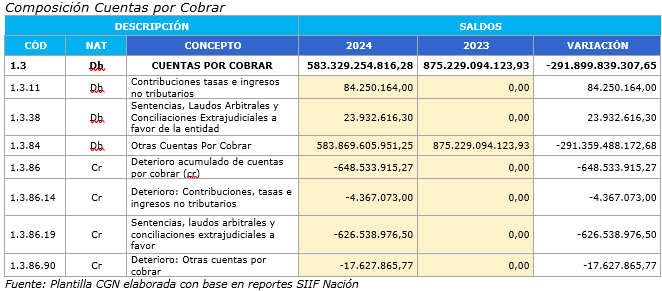 Composición Cuentas por Cobrar
DESCRIPCIÓN SALDOS
CÓD NAT CONCEPTO 2024 2023 VARIACIÓN
1.3 Db CUENTAS POR COBRAR 583.329.254.816,28 875.229.094.123,93 -291.899.839.307,65
1.3.11 Db Contribuciones tasas e ingresos
no tributarios 84.250.164,00 0,00 84.250.164,00
1.3.38 Db Sentencias, Laudos Arbitrales y
Conciliaciones Extrajudiciales a
favor de la entidad 23.932.616,30 0,00 23.932.616,30
1.3.84 Db Otras Cuentas Por Cobrar 583.869.605.951,25 875.229.094.123,93 -291.359.488.172,68
1.3.86 Cr Deterioro acumulado de cuentas
por cobrar (cr) -648.533.915,27 0,00 -648.533.915,27
1.3.86.14 Cr Deterioro: Contribuciones, tasas e
ingresos no tributarios -4.367.073,00 0,00 -4.367.073,00
1.3.86.19 Cr Sentencias, laudos arbitrales y
conciliaciones extrajudiciales a
favor -626.538.976,50 0,00 -626.538.976,50
1.3.86.90 Cr Deterioro: Otras cuentas por
cobrar -17.627.865,77 0,00 -17.627.865,77
Fuente: Plantilla CGN elaborada con base en reportes SIIF Nación